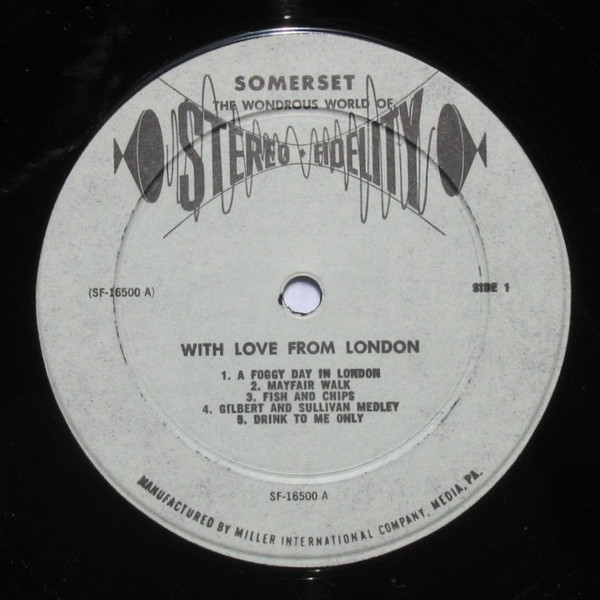 SOMERSET
THE WONDROUS WORLD OF
STEREO-FIDELITY
(SF-16500 A)
SIDE 1
WITH LOVE FROM LONDON
1. A FOGGY DAY IN LONDON
2. MAYFAIR WALK
3. FISH AND CHIPS
4. GILBERT AND SULLIVAN MEDLEY
5. DRINK TO ME ONLY
SF-16500 A
MANUFACTURED BY MILLER INTERNATIONAL COMPANY, MEDIA, PA.